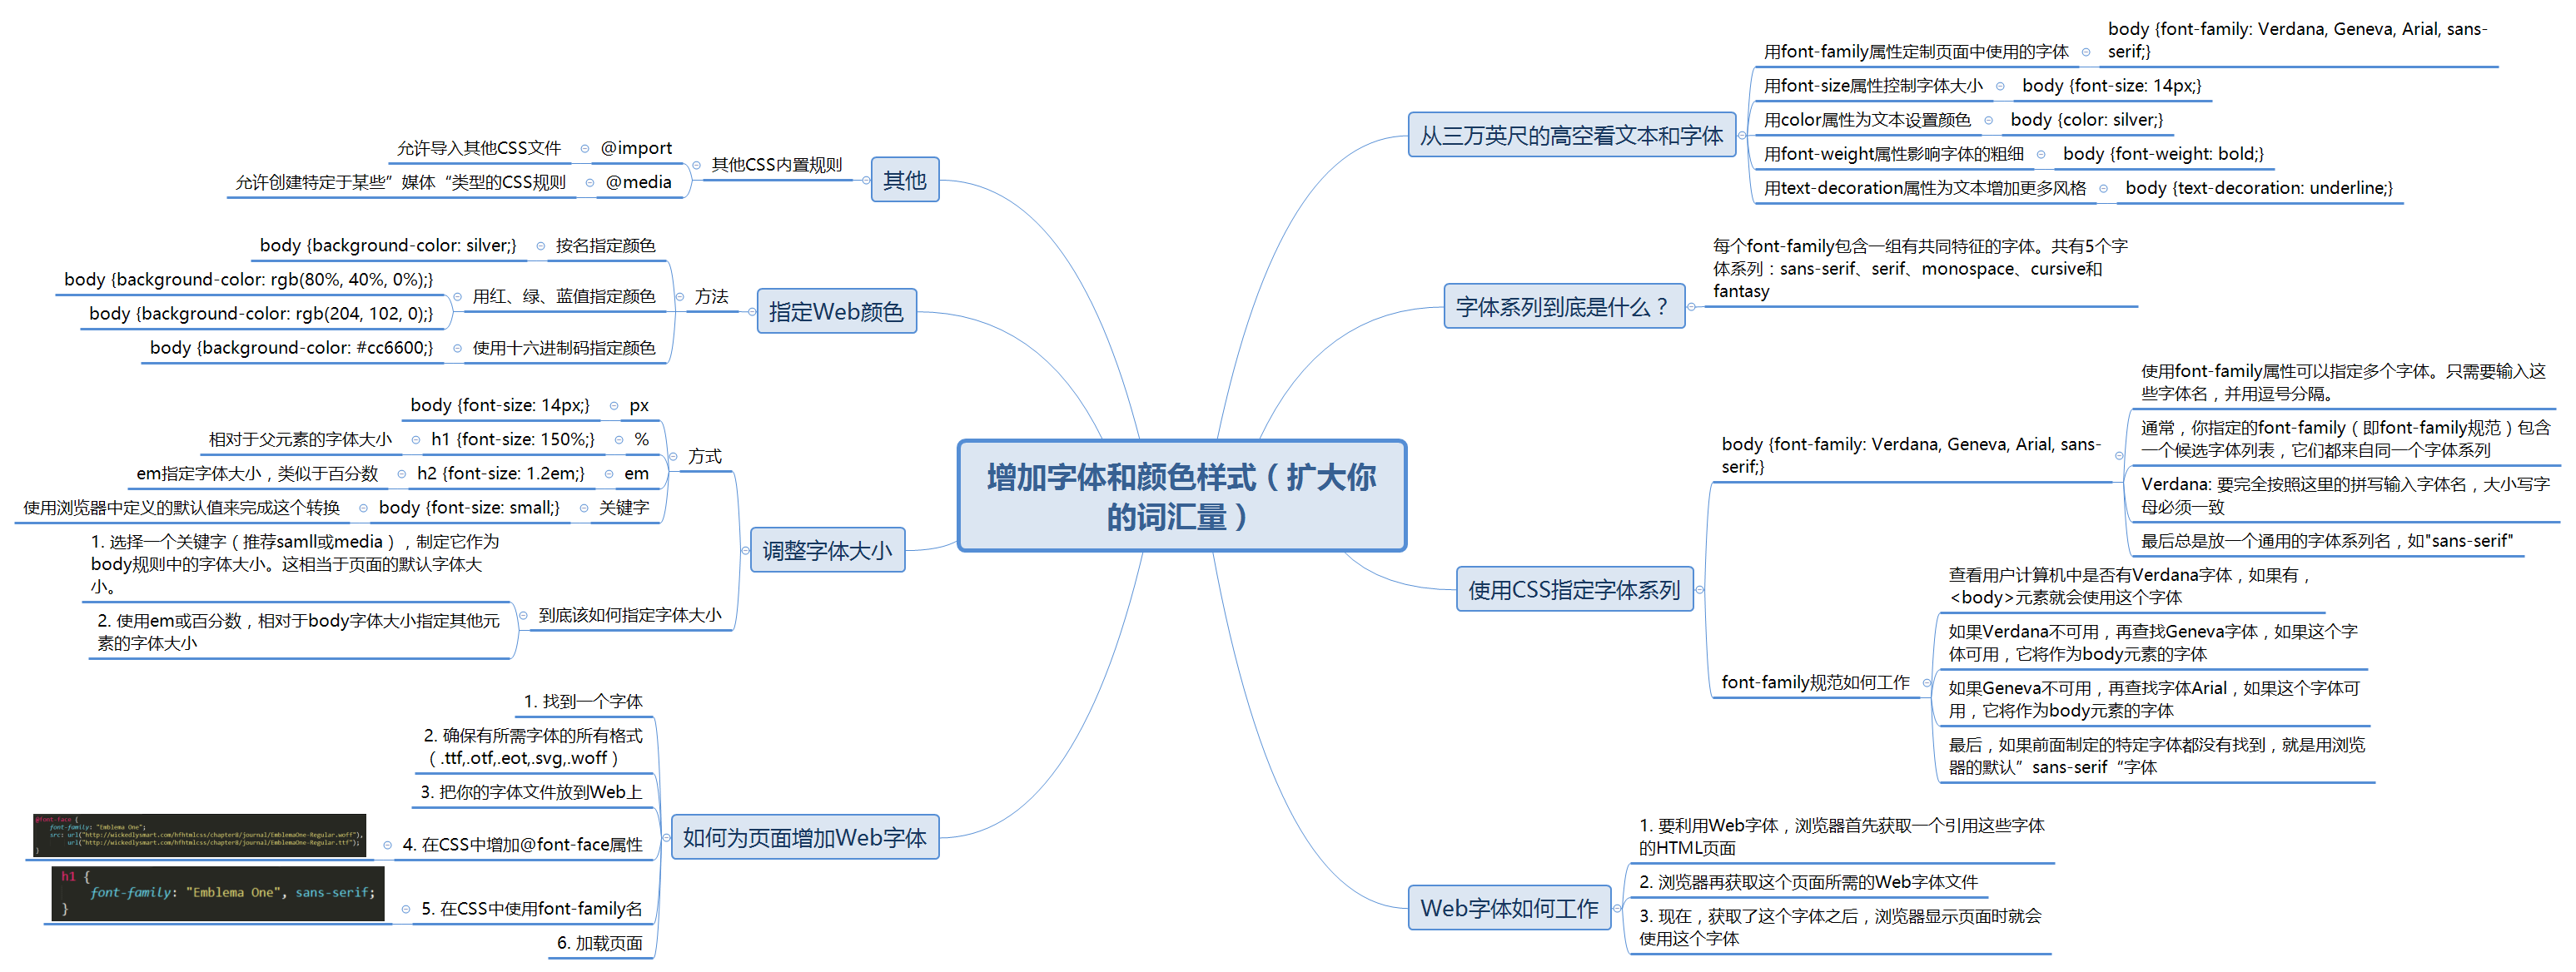 增加字体和颜色样式（扩大你
的词汇量）
从三万英尺的高空看文本和字体
用font-family属性定制页面中使用的字体
body {font-family: Verdana, Geneva, Arial, sans-
serif;}
用font-size属性控制字体大小
body {font-size: 14px;}
用color属性为文本设置颜色
body {color: silver;}
用font-weight属性影响字体的粗细
body {font-weight: bold;}
用text-decoration属性为文本增加更多风格
body {text-decoration: underline;}
字体系列到底是什么？
每个font-family包含一组有共同特征的字体。共有5个字
体系列：sans-serif、serif、monospace、cursive和
fantasy
使用CSS指定字体系列
body {font-family: Verdana, Geneva, Arial, sans-
serif;}
使用font-family属性可以指定多个字体。只需要输入这
些字体名，并用逗号分隔。
通常，你指定的font-family（即font-family规范）包含
一个候选字体列表，它们都来自同一个字体系列
Verdana: 要完全按照这里的拼写输入字体名，大小写字
母必须一致
最后总是放一个通用的字体系列名，如"sans-serif"
font-family规范如何工作
查看用户计算机中是否有Verdana字体，如果有，
<body>元素就会使用这个字体
如果Verdana不可用，再查找Geneva字体，如果这个字
体可用，它将作为body元素的字体
如果Geneva不可用，再查找字体Arial，如果这个字体可
用，它将作为body元素的字体
最后，如果前面制定的特定字体都没有找到，就是用浏览
器的默认”sans-serif“字体
Web字体如何工作
1. 要利用Web字体，浏览器首先获取一个引用这些字体
的HTML页面
2. 浏览器再获取这个页面所需的Web字体文件
3. 现在，获取了这个字体之后，浏览器显示页面时就会
使用这个字体
其他
其他CSS内置规则
@import
允许导入其他CSS文件
@media
允许创建特定于某些”媒体“类型的CSS规则
指定Web颜色
方法
按名指定颜色
body {background-color: silver;}
用红、绿、蓝值指定颜色
body {background-color: rgb(80%, 40%, 0%);}
body {background-color: rgb(204, 102, 0);}
使用十六进制码指定颜色
body {background-color: #cc6600;}
调整字体大小
方式
px
body {font-size: 14px;}
%
h1 {font-size: 150%;}
相对于父元素的字体大小
em
h2 {font-size: 1.2em;}
em指定字体大小，类似于百分数
关键字
body {font-size: small;}
使用浏览器中定义的默认值来完成这个转换
到底该如何指定字体大小
1. 选择一个关键字（推荐samll或media），制定它作为
body规则中的字体大小。这相当于页面的默认字体大
小。
2. 使用em或百分数，相对于body字体大小指定其他元
素的字体大小
如何为页面增加Web字体
1. 找到一个字体
2. 确保有所需字体的所有格式
（.ttf,.otf,.eot,.svg,.woff）
3. 把你的字体文件放到Web上
4. 在CSS中增加@font-face属性
@font-face {
font-family: "Emblema One";
src: url("http://wickedlysmart.com/hfhtmlcss/chapter8/journal/EmblemaOne-Regular.woff"),
url("http://wickedlysmart.com/hfhtmlcss/chapter8/journal/EmblemaOne-Regular.ttf");
}
5. 在CSS中使用font-family名
h1 {
font-family: "Emblema One", sans-serif;
}
6. 加载页面